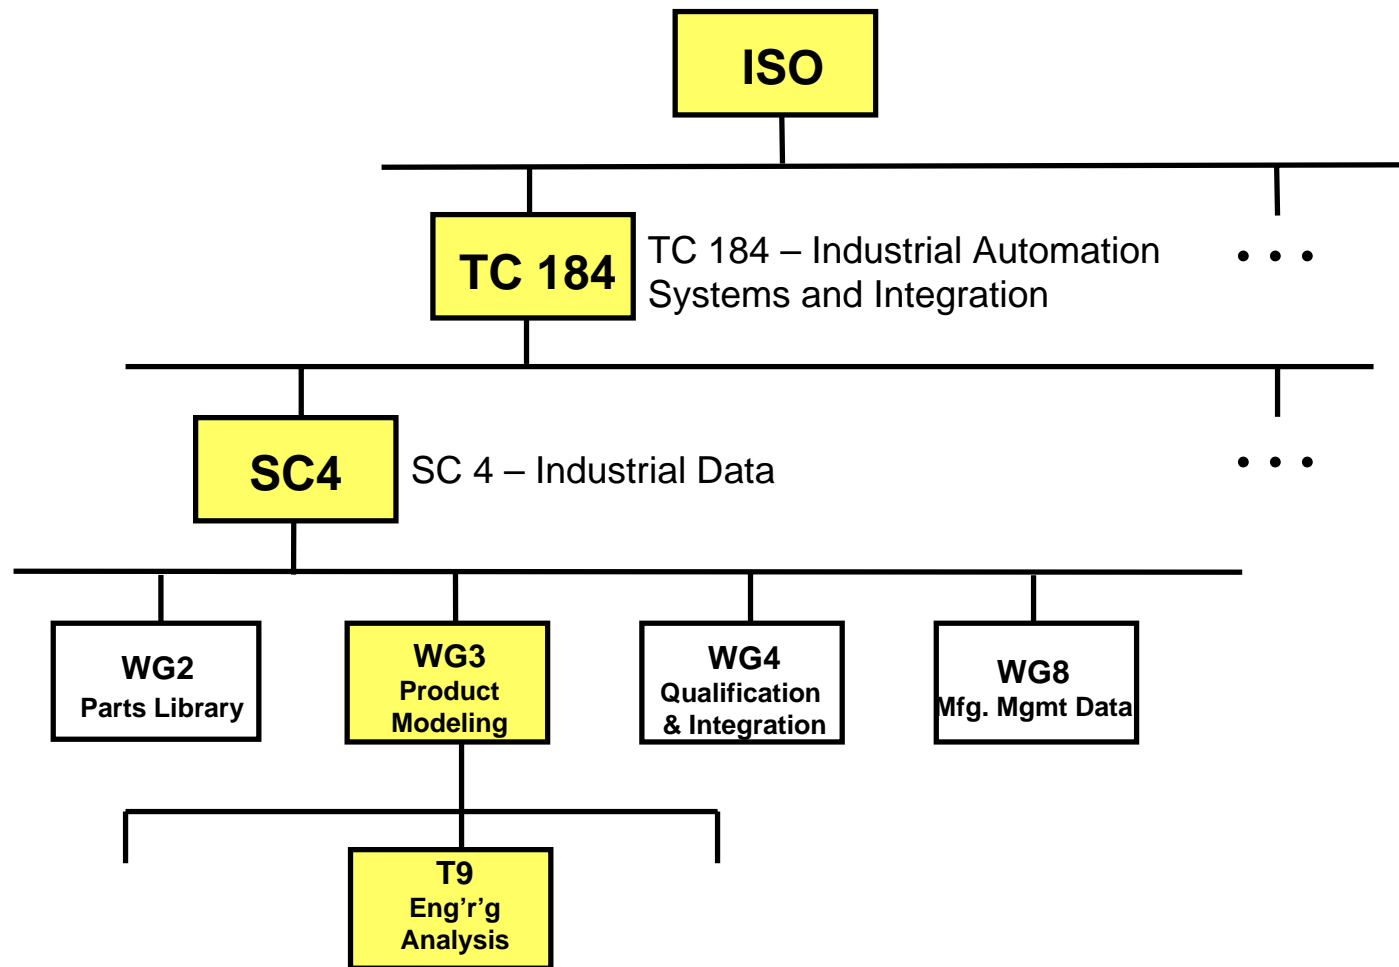 ISO
TC 184
TC 184 – Industrial Automation
Systems and Integration
• • •
SC4
SC 4 – Industrial Data
• • •
WG2
Parts Library
WG3
Product
Modeling
WG4
Qualification
& Integration
WG8
Mfg. Mgmt Data
T9
Eng’r’g
Analysis